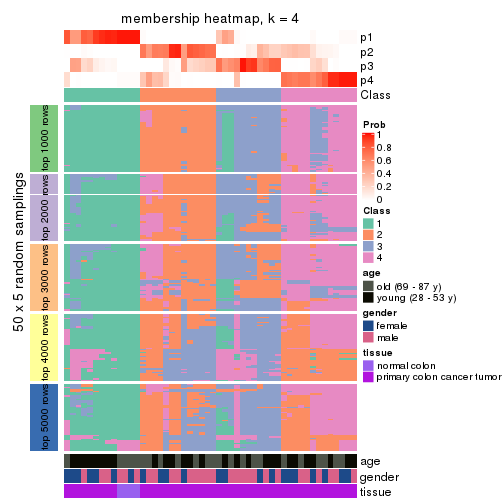 membership heatmap, k = 4
p1
p2
p3
p4
Class
50 x 5 random samplings
top 1000 rows
top 2000 rows
top 3000 rows
top 4000 rows
top 5000 rows
age
gender
tissue
Prob
1
0.8
0.6
0.4
0.2
0
Class
1
2
3
4
age
old (69 - 87 y)
young (28 - 53 y)
gender
female
male
tissue
normal colon
primary colon cancer tumor